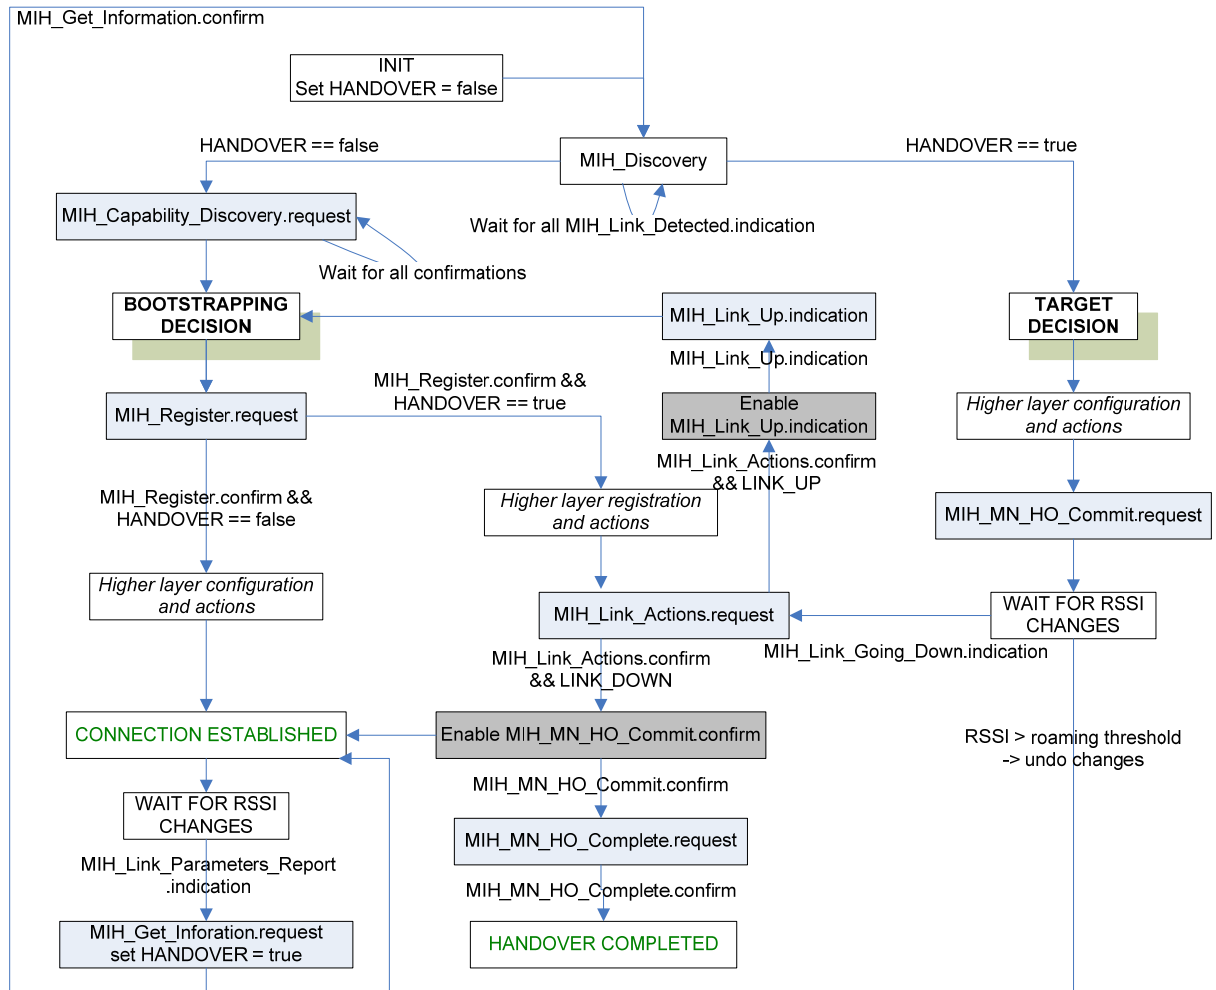 MIH_Get_Information.confirm
INIT
Set HANDOVER = false
HANDOVER == false
MIH_Discovery
HANDOVER == true
MIH_Capability_Discovery.request
Wait for all MIH_Link_Detected.indication
Wait for all confirmations
BOOTSTRAPPING
DECISION
MIH_Link_Up.indication
TARGET
DECISION
MIH_Link_Up.indication
MIH_Register.confirm &&
HANDOVER == true
MIH_Register.request
Enable
MIH_Link_Up.indication
Higher layer configuration
and actions
MIH_Link_Actions.confirm
&& LINK_UP
MIH_Register.confirm &&
HANDOVER == false
Higher layer registration
and actions
MIH_MN_HO_Commit.request
Higher layer configuration
and actions
MIH_Link_Actions.request
WAIT FOR RSSI
CHANGES
MIH_Link_Going_Down.indication
MIH_Link_Actions.confirm
&& LINK_DOWN
CONNECTION ESTABLISHED
Enable MIH_MN_HO_Commit.confirm
RSSI > roaming threshold
-> undo changes
MIH_MN_HO_Commit.confirm
WAIT FOR RSSI
CHANGES
MIH_MN_HO_Complete.request
MIH_Link_Parameters_Report
.indication
MIH_MN_HO_Complete.confirm
MIH_Get_Inforation.request
set HANDOVER = true
HANDOVER COMPLETED